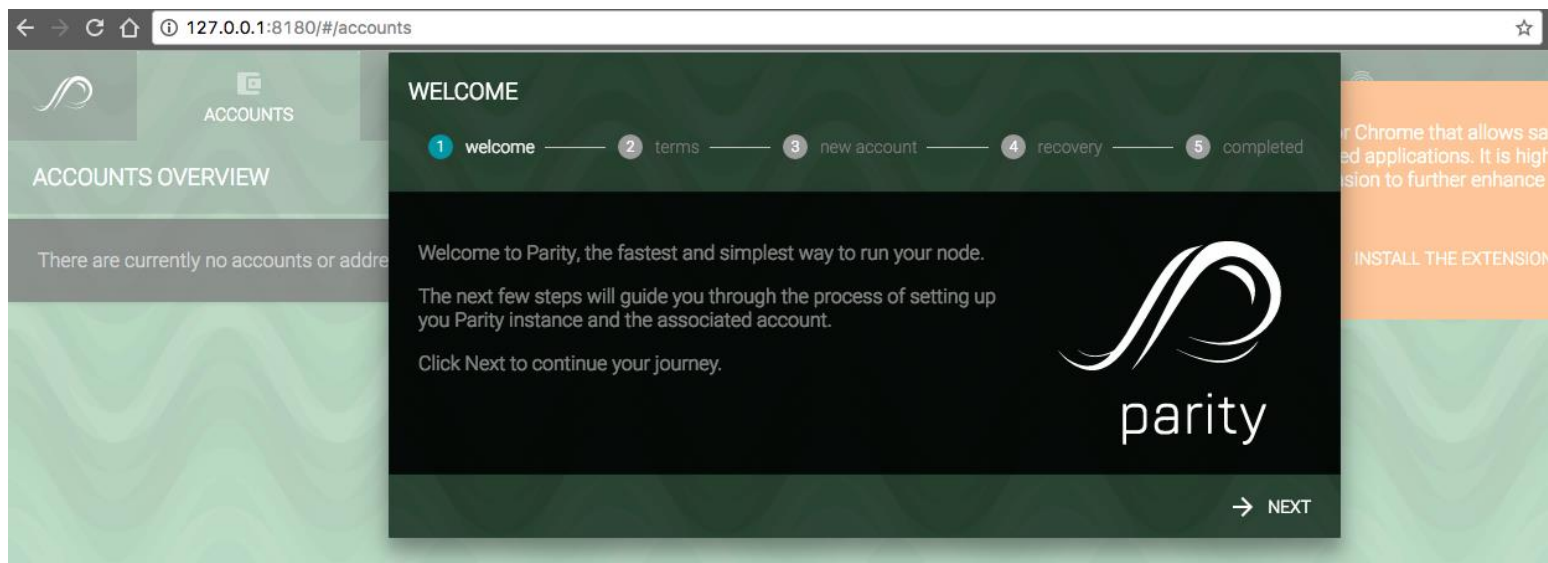 127.0.0.1:8180/#/accounts
ACCOUNTS
ACCOUNTS OVERVIEW
There are currently no accounts or addre
WELCOME
1 welcome 2 terms 3 new account 4 recovery 5 completed
Welcome to Parity, the fastest and simplest way to run your node.
The next few steps will guide you through the process of setting up
you Parity instance and the associated account.
Click Next to continue your journey.
parity
NEXT
r Chrome that allows sa
ed applications. It is high
sion to further enhance
INSTALL THE EXTENSION